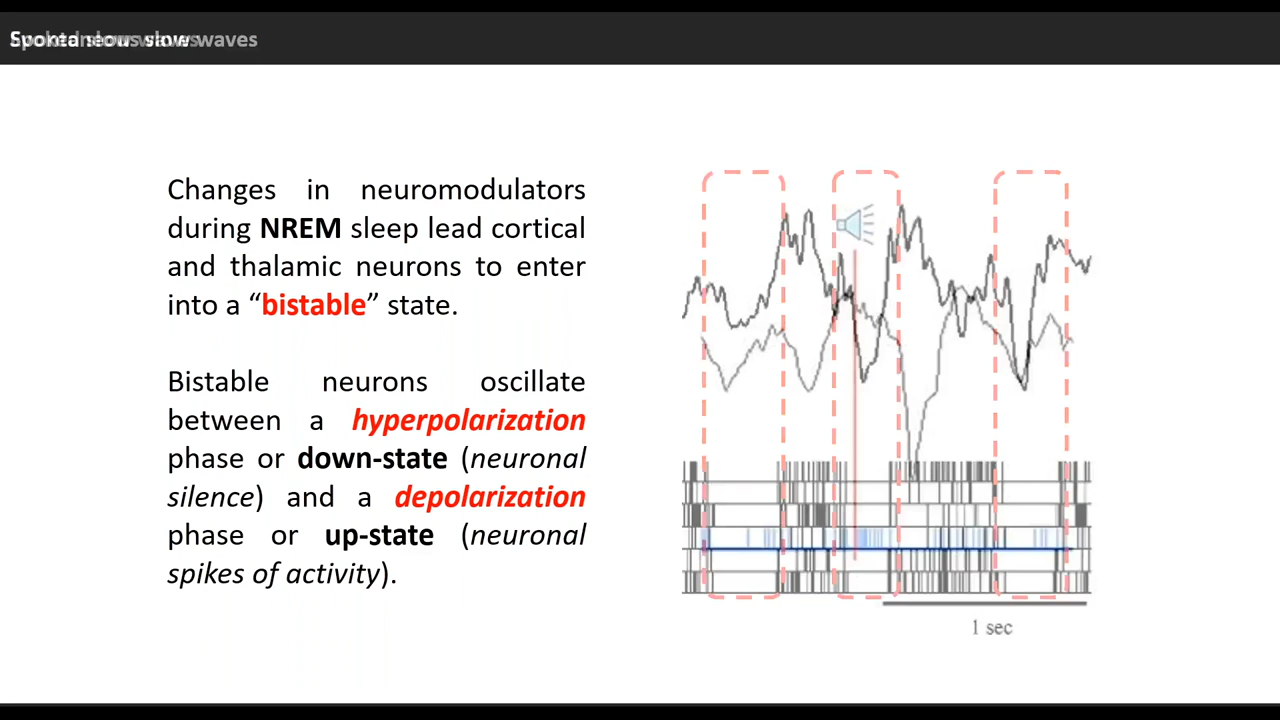 waves
Changes in neuromodulators
during NREM sleep lead cortical
and thalamic neurons to enter
into a “bistable” state.
Bistable neurons oscillate
between a hyperpolarization
phase or down-state (neuronal
silence) and a depolarization
phase or up-state (neuronal
spikes of activity).
1 sec